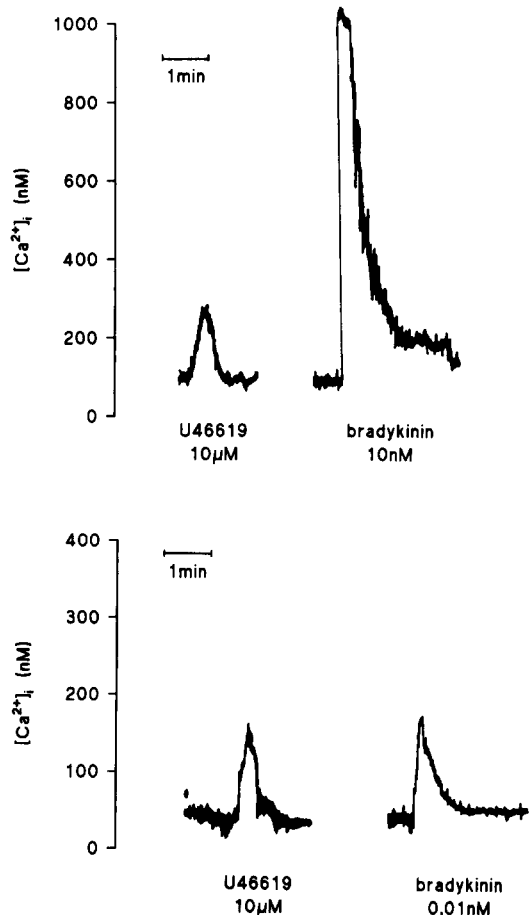 1000
800
600
400
200
0
[Ca²⁺]ᵢ (nM)
1min
U46619
10μM
bradykinin
10nM
400
300
200
100
0
[Ca²⁺]ᵢ (nM)
1min
U46619
10μM
bradykinin
0.01nM